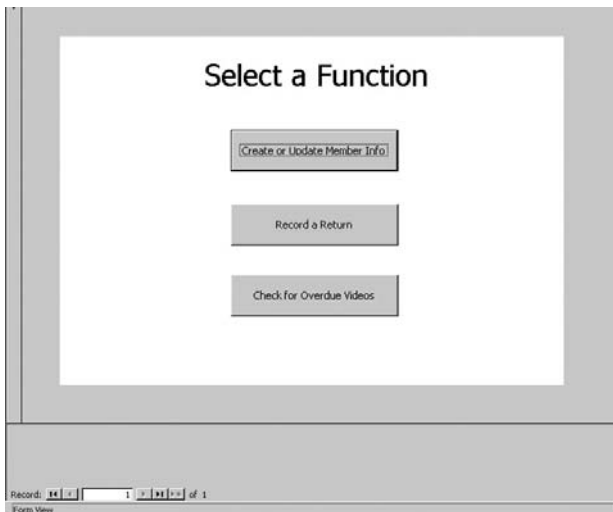 Select a Function
Create or Update Member Info
Record a Return
Check for Overdue Videos
Record: 1 of 1
Form View